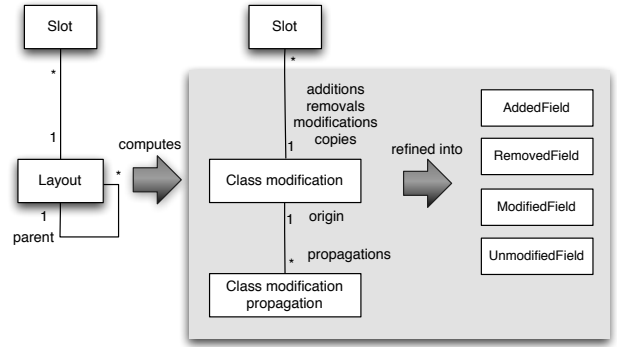 Slot
*
1
Layout
*
1
parent
computes
Slot
*
additions
removals
modifications
copies
1
Class modification
1
origin
*
propagations
Class modification
propagation
refined into
AddedField
RemovedField
ModifiedField
UnmodifiedField